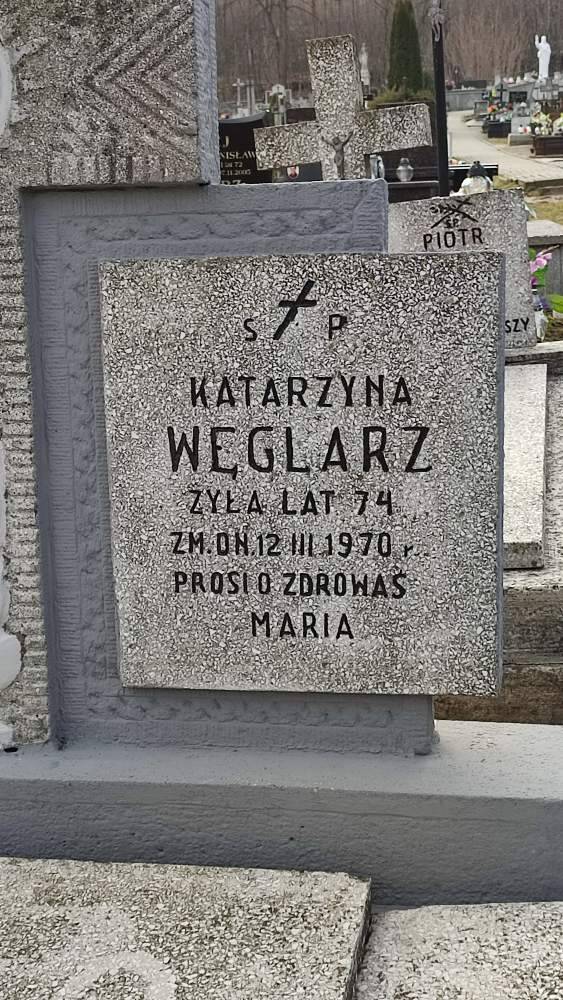 S P
KATARZYNA
WĘGLARZ
ŻYŁA LAT 74
ZM. DN. 12 III 1970 r.
PROSI O ZDROWAŚ
MARIA
PIOTR